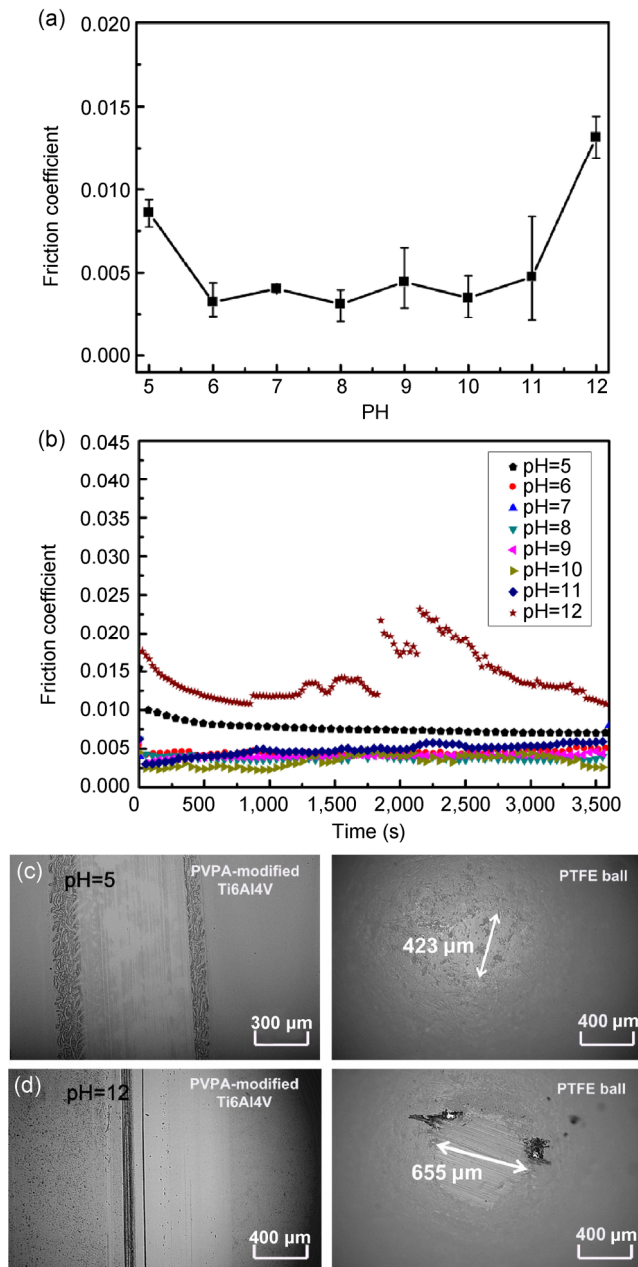 (a)
0.020
0.015
0.010
0.005
0.000
Friction coefficient
5 6 7 8 9 10 11 12
PH
(b)
0.045
0.040
0.035
0.030
0.025
0.020
0.015
0.010
0.005
0.000
Friction coefficient
pH=5
pH=6
pH=7
pH=8
pH=9
pH=10
pH=11
pH=12
0 500 1,000 1,500 2,000 2,500 3,000 3,500
Time (s)
(c)
pH=5
PVPA-modified
Ti6Al4V
300 µm
PTFE ball
423 µm
400 µm
(d)
pH=12
PVPA-modified
Ti6Al4V
400 µm
PTFE ball
655 µm
400 µm